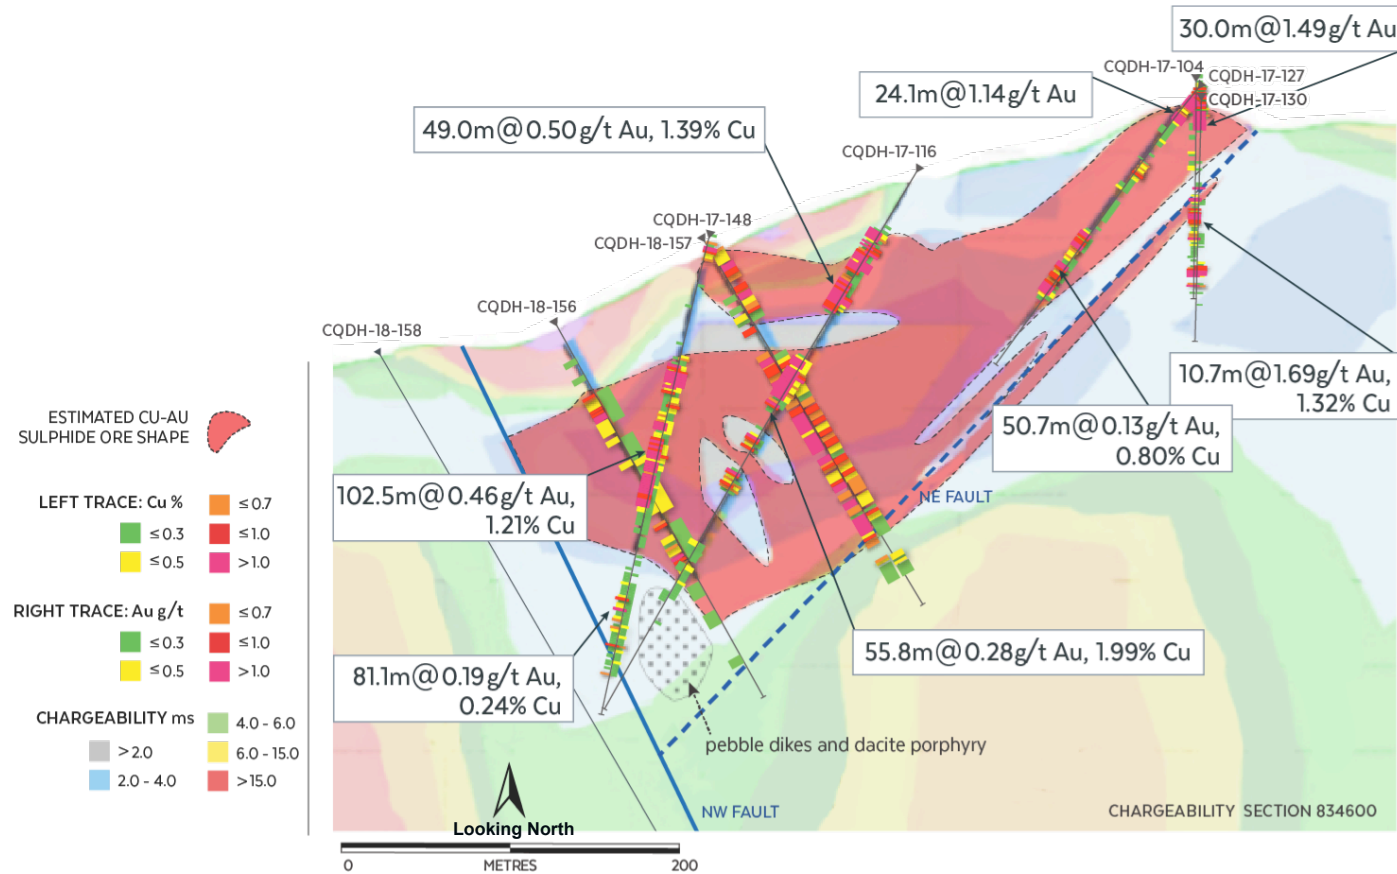 30.0m@1.49g/t Au
CQDH-17-104
CQDH-17-127
CQDH-17-130
24.1m@1.14g/t Au
49.0m@0.50g/t Au, 1.39% Cu
CQDH-17-116
CQDH-17-148
CQDH-18-157
CQDH-18-156
CQDH-18-158
10.7m@1.69g/t Au,
1.32% Cu
50.7m@0.13g/t Au,
0.80% Cu
ESTIMATED CU-AU
SULPHIDE ORE SHAPE
102.5m@0.46g/t Au,
1.21% Cu
NE FAULT
LEFT TRACE: Cu %
≤0.7
≤0.3
≤1.0
≤0.5
>1.0
RIGHT TRACE: Au g/t
≤0.7
≤0.3
≤1.0
≤0.5
>1.0
55.8m@0.28g/t Au, 1.99% Cu
81.1m@0.19g/t Au,
0.24% Cu
CHARGEABILITY ms
4.0 - 6.0
>2.0
6.0 - 15.0
2.0 - 4.0
>15.0
pebble dikes and dacite porphyry
NW FAULT
CHARGEABILITY SECTION 834600
Looking North
0
METRES
200